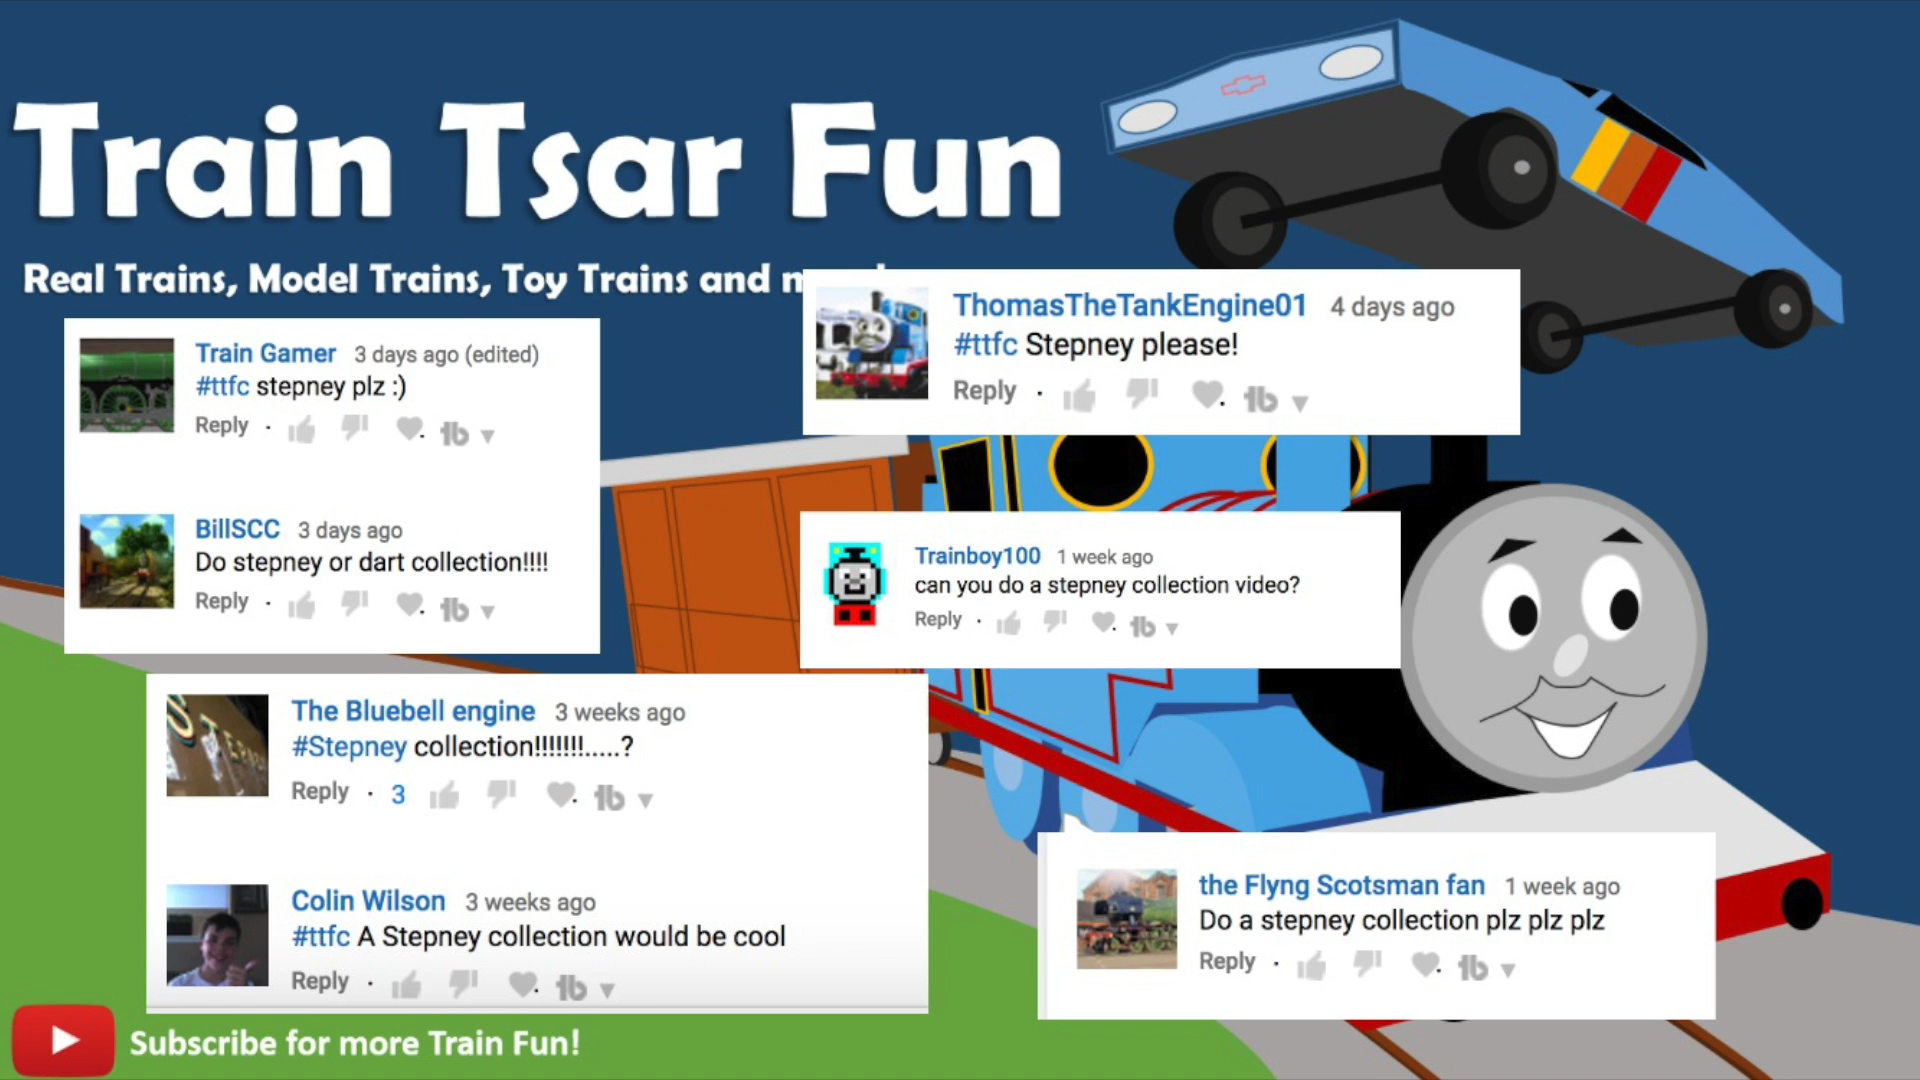 Train Tsar Fun
Real Trains, Model Trains, Toy Trains and
ThomasTheTankEngine01 4 days ago
#ttfc Stepney please!
Reply
Train Gamer 3 days ago (edited)
#ttfc stepney plz :)
Reply
BillSCC 3 days ago
Do stepney or dart collection!!!!
Reply
Trainboy100 1 week ago
can you do a stepney collection video?
Reply
The Bluebell engine 3 weeks ago
#Stepney collection!!!!!!!.....?
Reply · 3
Colin Wilson 3 weeks ago
#ttfc A Stepney collection would be cool
Reply
the Flyng Scotsman fan 1 week ago
Do a stepney collection plz plz plz
Reply
Subscribe for more Train Fun!